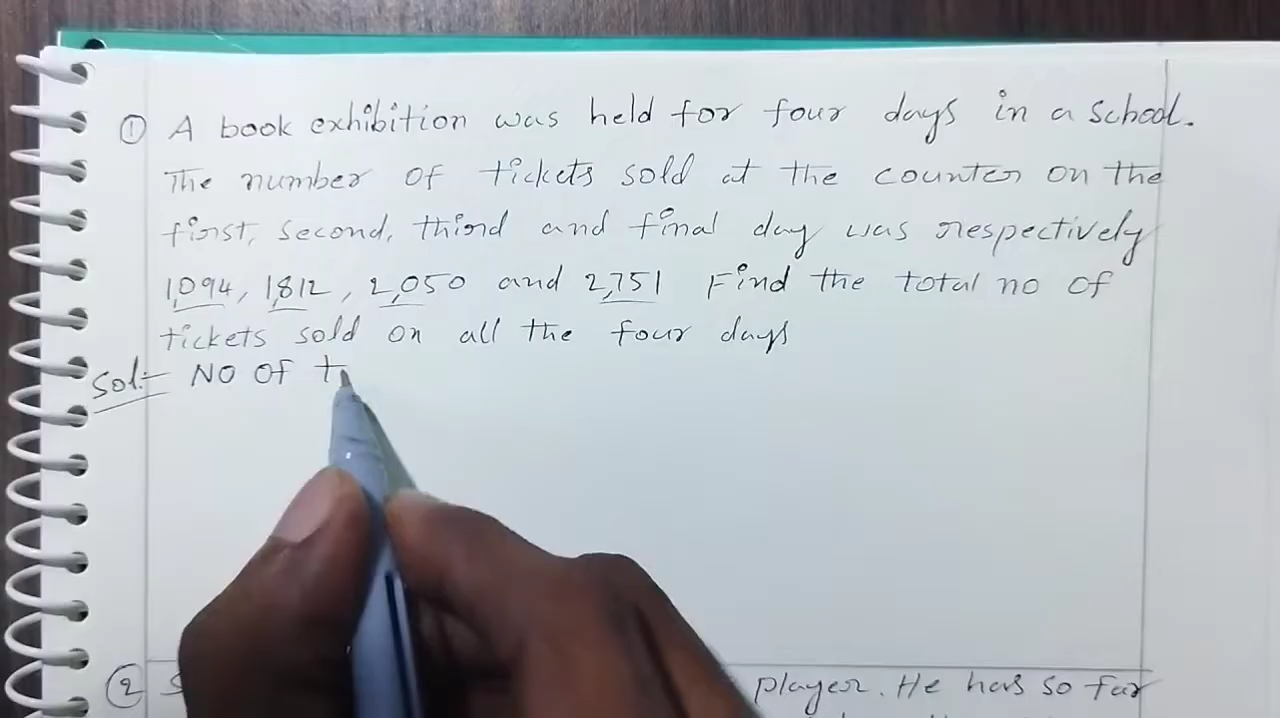 ① A book exhibition was held for four days in a school.
The number of tickets sold at the counter on the
first, second, third and final day was respectively
1,094, 1,812, 2,050 and 2,751 Find the total no of
tickets sold on all the four days
Sol:- NO OF t
② S player. He has so far